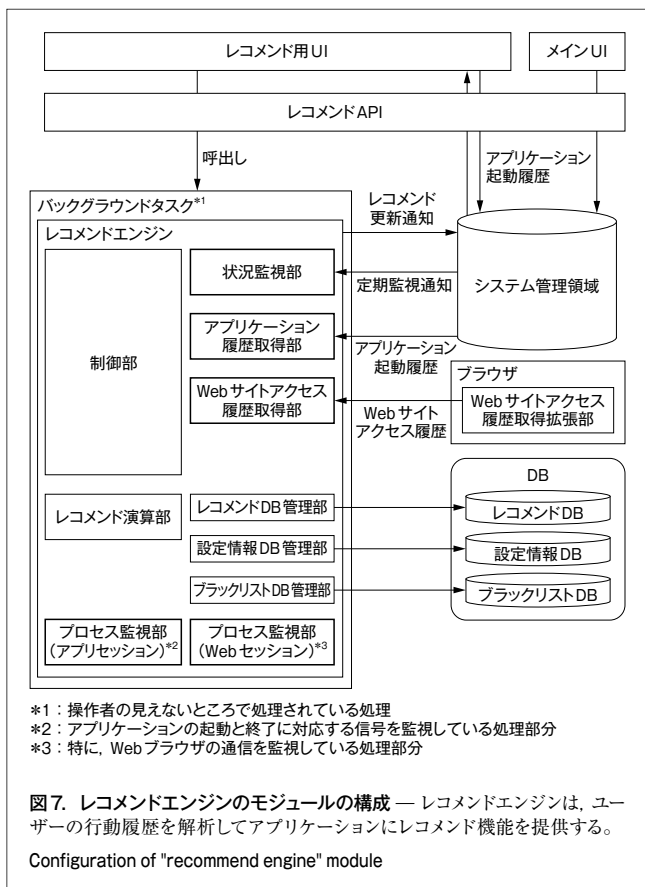 レコメンド用UI
メインUI
レコメンドAPI
呼出し
アプリケーション
起動履歴
バックグラウンドタスク*1
レコメンド
更新通知
レコメンドエンジン
制御部
状況監視部
定期監視通知
システム管理領域
アプリケーション
履歴取得部
アプリケーション
起動履歴
Webサイトアクセス
履歴取得部
Webサイト
アクセス履歴
ブラウザ
Webサイトアクセス
履歴取得拡張部
DB
レコメンド演算部
レコメンドDB管理部
レコメンドDB
設定情報DB管理部
設定情報DB
ブラックリストDB管理部
ブラックリストDB
プロセス監視部
(アプリセッション)*2
プロセス監視部
(Webセッション)*3
*1:操作者の見えないところで処理されている処理
*2:アプリケーションの起動と終了に対応する信号を監視している処理部分
*3:特に,Webブラウザの通信を監視している処理部分
図7. レコメンドエンジンのモジュールの構成 — レコメンドエンジンは,ユー
ザーの行動履歴を解析してアプリケーションにレコメンド機能を提供する。
Configuration of "recommend engine" module